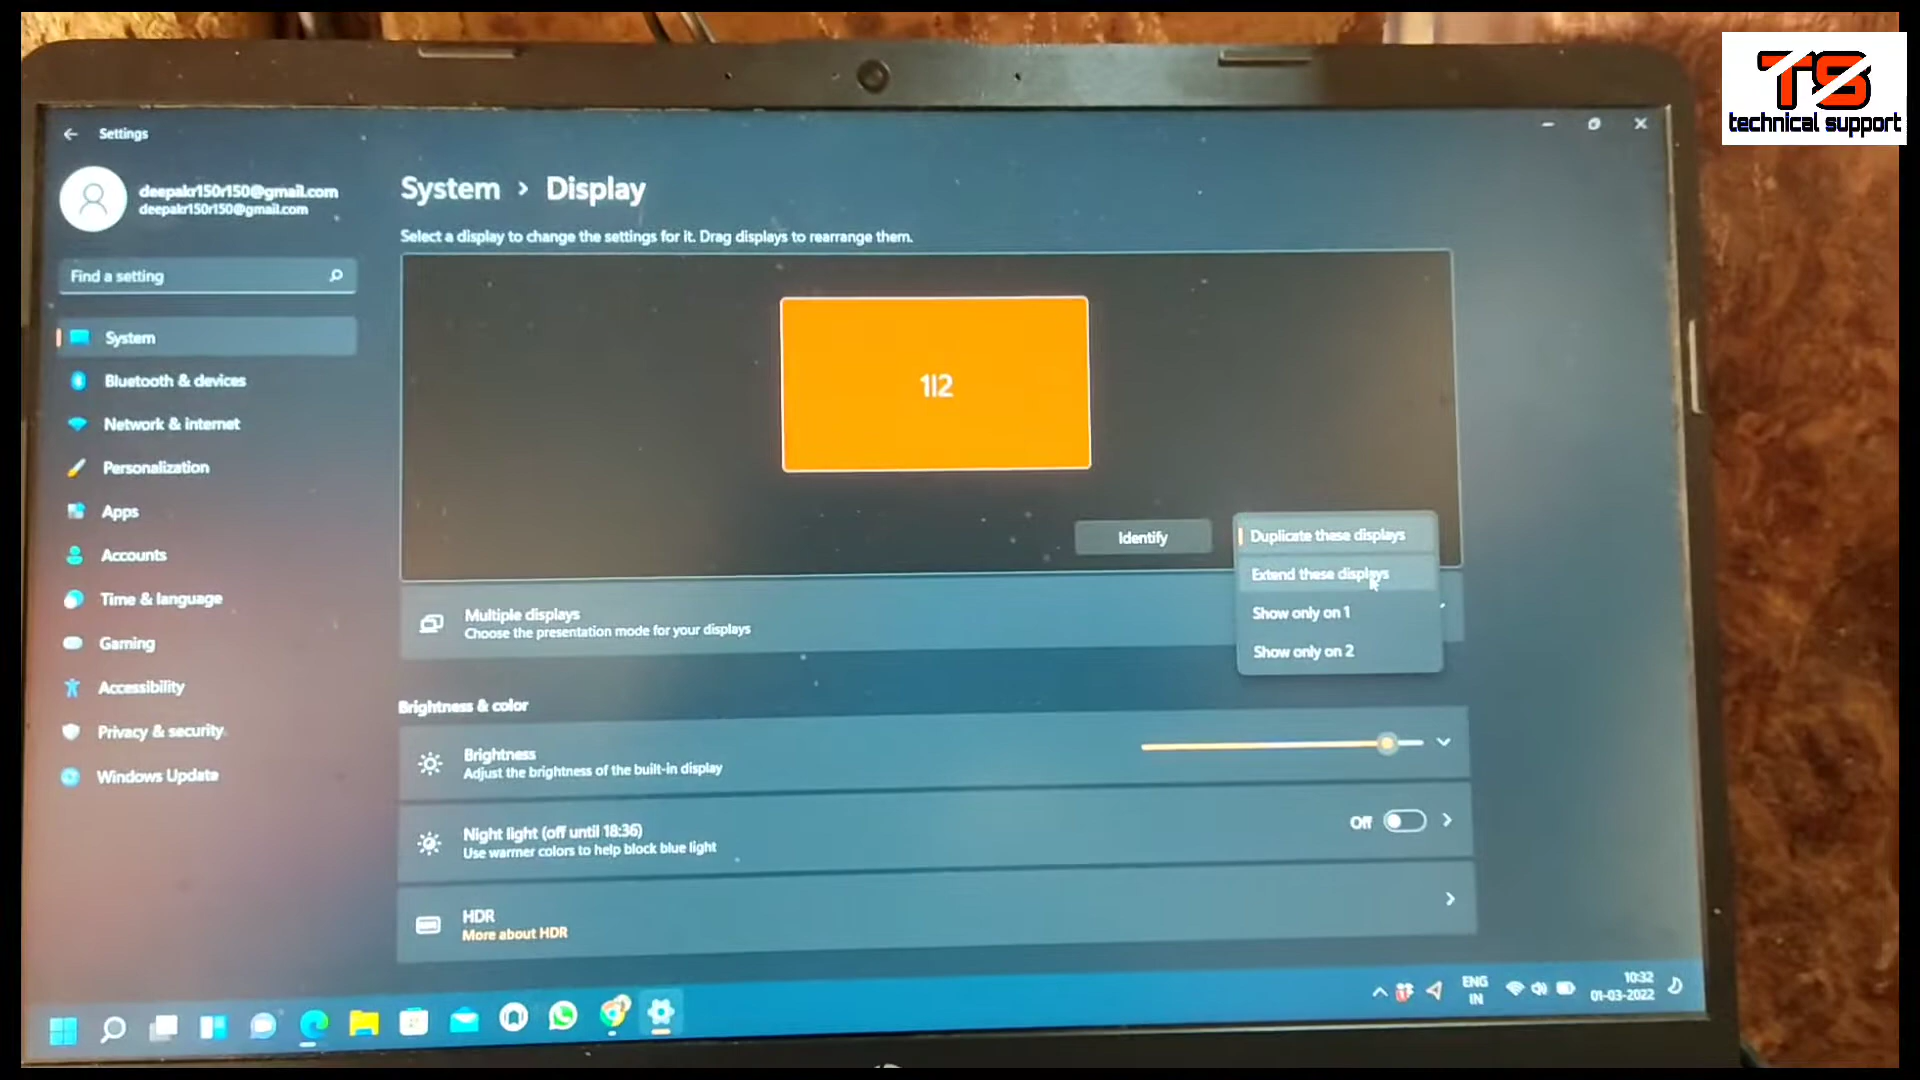 TS
technical support
Settings
deepakr150r150@gmail.com
deepakr150r150@gmail.com
Find a setting
System
Bluetooth & devices
Network & internet
Personalization
Apps
Accounts
Time & language
Gaming
Accessibility
Privacy & security
Windows Update
System > Display
Select a display to change the settings for it. Drag displays to rearrange them.
1|2
Identify
Duplicate these displays
Extend these displays
Show only on 1
Show only on 2
Multiple displays
Choose the presentation mode for your displays
Brightness & color
Brightness
Adjust the brightness of the built-in display
Night light (off until 18:36)
Use warmer colors to help block blue light
Off
HDR
More about HDR
ENG
IN
10:32
01-03-2022